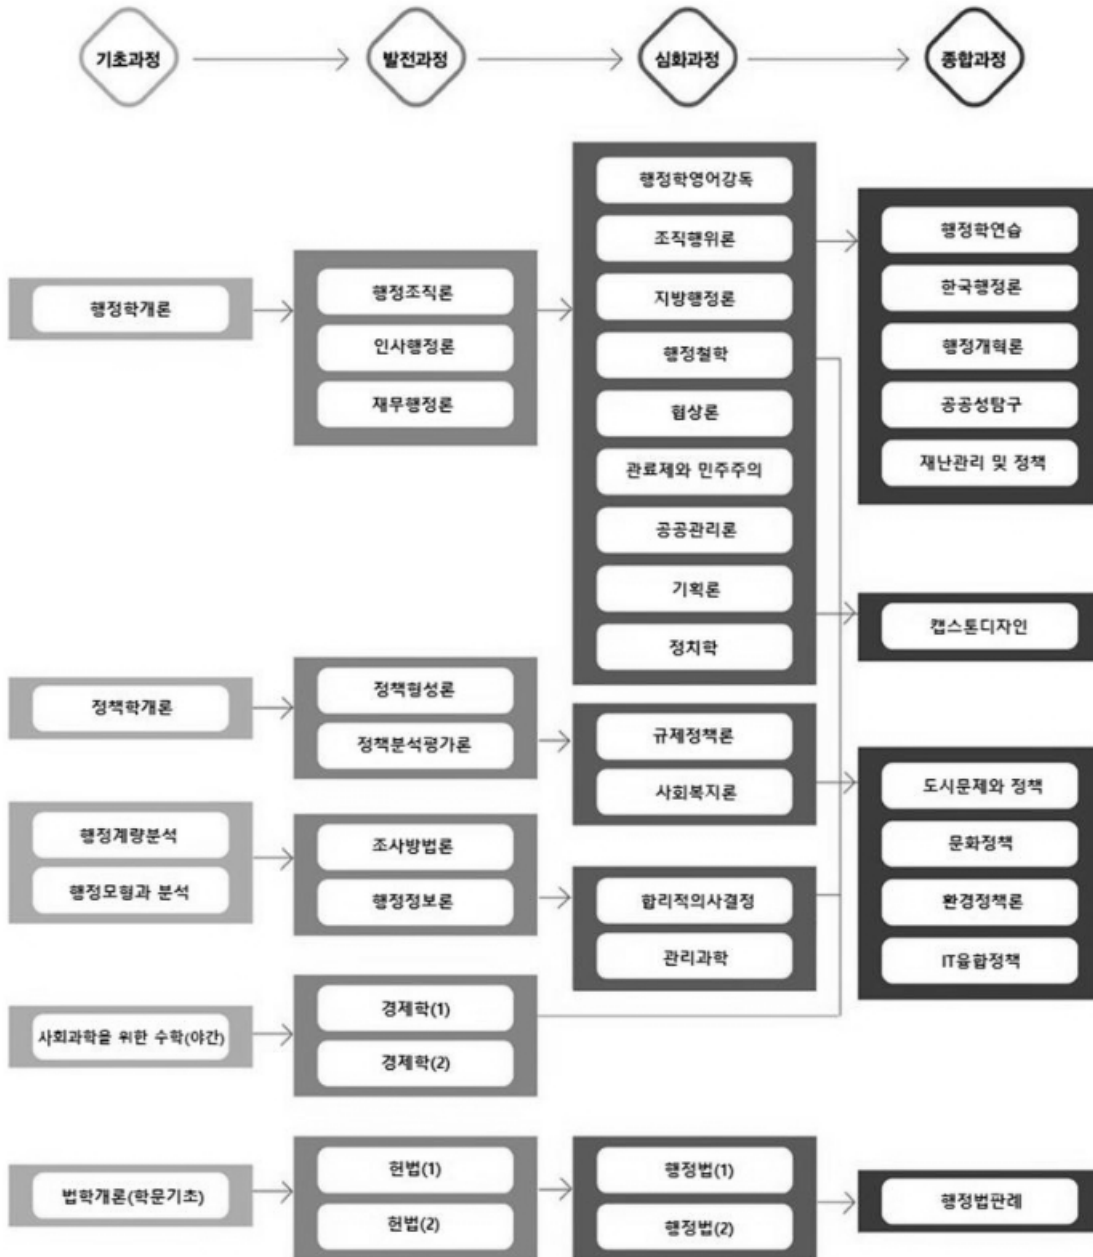 기초과정
발전과정
심화과정
종합과정
행정학개론
행정조직론
인사행정론
재무행정론
행정학영어강독
조직행위론
지방행정론
행정철학
협상론
관료제와 민주주의
공공관리론
기획론
정치학
행정학연습
한국행정론
행정개혁론
공공성탐구
재난관리 및 정책
캡스톤디자인
정책학개론
정책형성론
정책분석평가론
규제정책론
사회복지론
도시문제와 정책
문화정책
환경정책론
IT융합정책
행정계량분석
행정모형과 분석
조사방법론
행정정보론
합리적의사결정
관리과학
사회과학을 위한 수학(야간)
경제학(1)
경제학(2)
법학개론(학문기초)
헌법(1)
헌법(2)
행정법(1)
행정법(2)
행정법판례